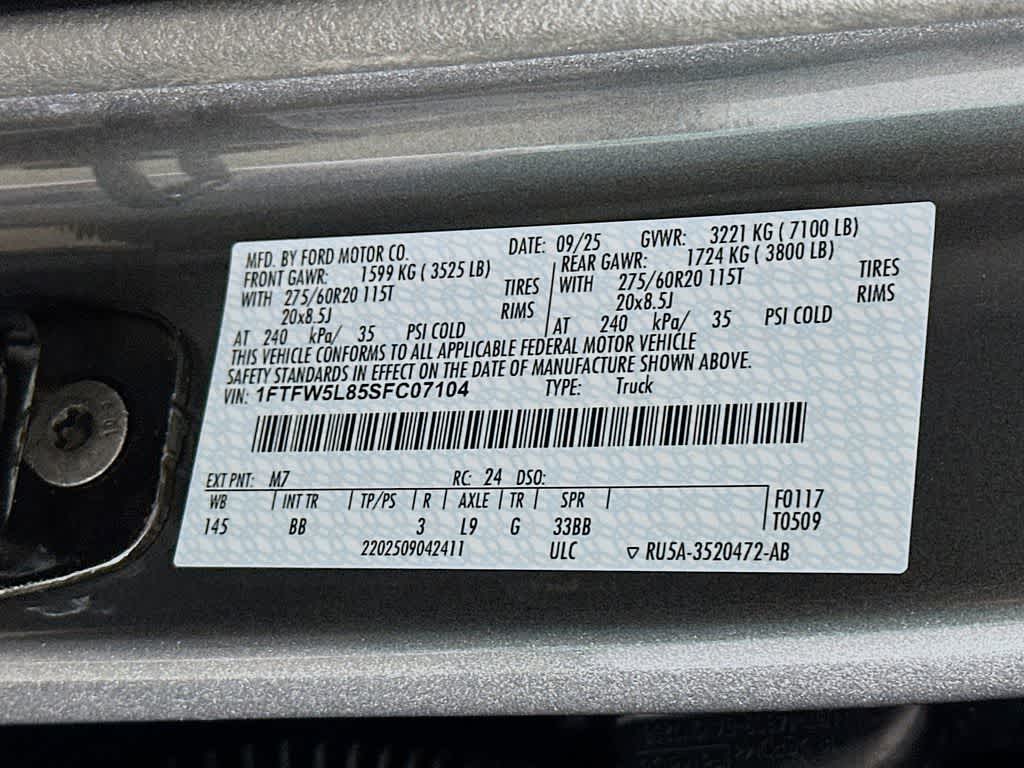 MFD. BY FORD MOTOR CO. DATE: 09/25 GVWR: 3221 KG ( 7100 LB)
FRONT GAWR: 1599 KG ( 3525 LB) REAR GAWR: 1724 KG ( 3800 LB)
WITH 275/60R20 115T TIRES WITH 275/60R20 115T TIRES
20x8.5J RIMS 20x8.5J RIMS
AT 240 kPa/ 35 PSI COLD AT 240 kPa/ 35 PSI COLD
THIS VEHICLE CONFORMS TO ALL APPLICABLE FEDERAL MOTOR VEHICLE
SAFETY STANDARDS IN EFFECT ON THE DATE OF MANUFACTURE SHOWN ABOVE.
VIN: 1FTFW5L85SFC07104 TYPE: Truck
EXT PNT: M7 RC: 24 DSO:
WB INT TR TP/PS R AXLE TR SPR F0117
145 BB 3 L9 G 33BB T0509
2202509042411 ULC ▽ RU5A-3520472-AB